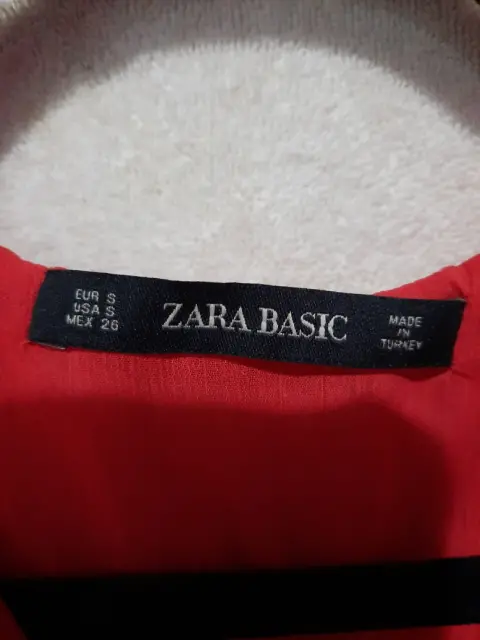 EUR S
USA S
MEX 26
ZARA BASIC
MADE
IN
TURKEY